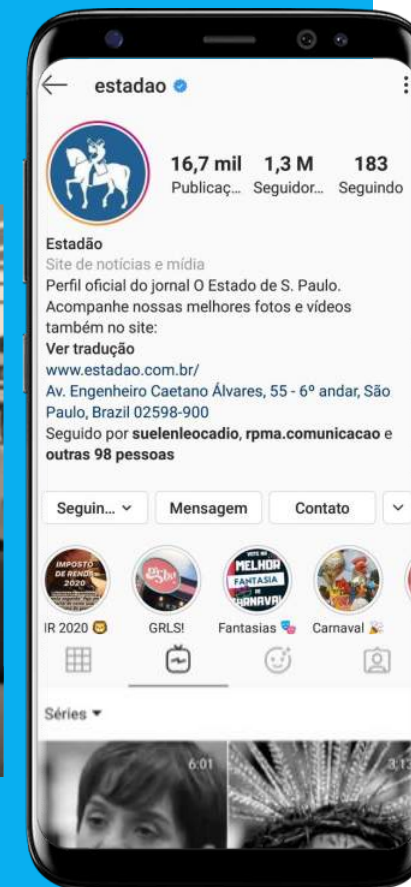 estadao
16,7 mil 1,3 M 183
Publicaç... Seguidor... Seguindo
Estadão
Site de notícias e mídia
Perfil oficial do jornal O Estado de S. Paulo.
Acompanhe nossas melhores fotos e vídeos
também no site:
Ver tradução
www.estadao.com.br/
Av. Engenheiro Caetano Álvares, 55 - 6º andar, São
Paulo, Brazil 02598-900
Seguido por suelenleocadio, rpma.comunicacao e
outras 98 pessoas
Seguin... Mensagem Contato
IMPOSTO
DE RENDA
2020
grls!
VOTE NO
MELHOR
FANTASIA
DE
CARNAVAL
IR 2020 GRLS! Fantasias Carnaval
Séries
6:01 3:13